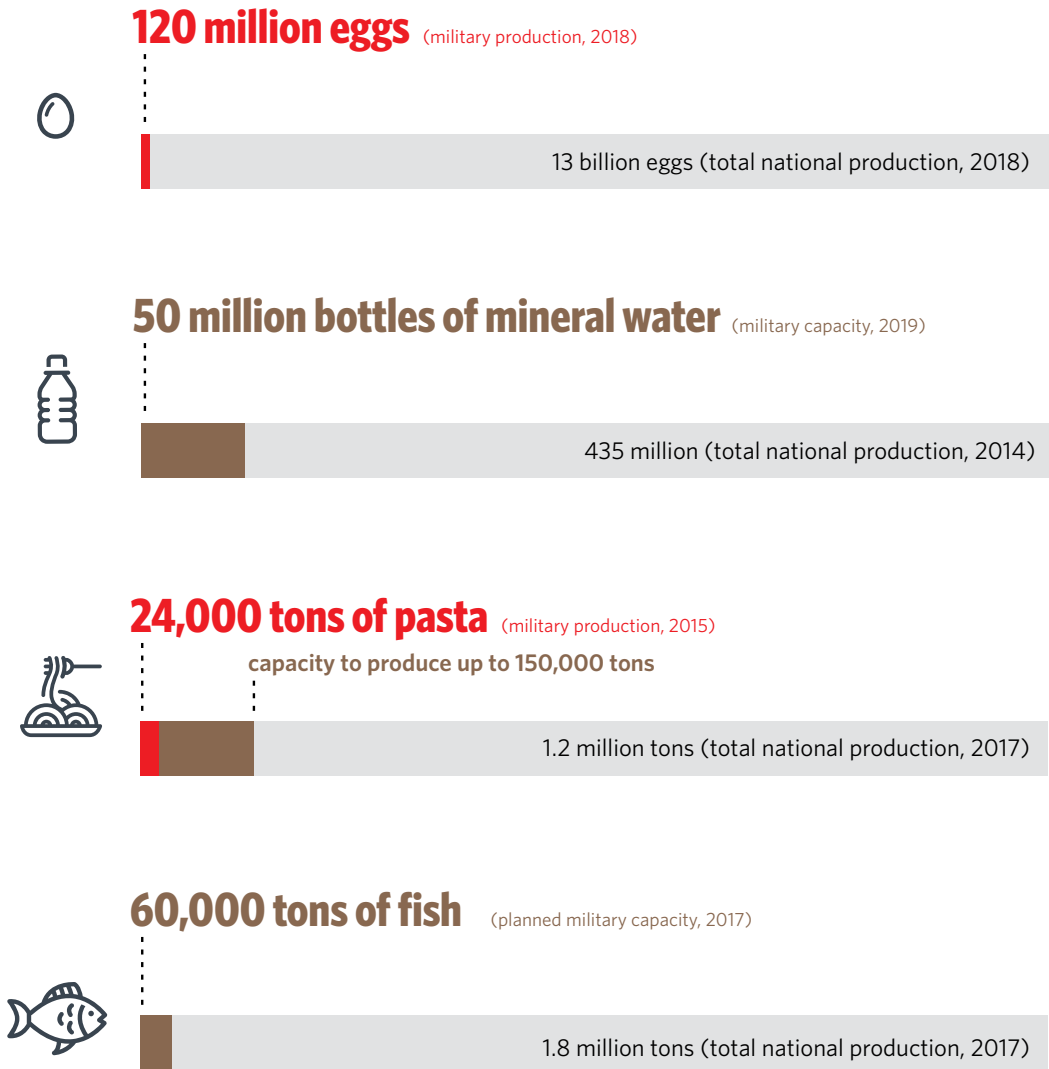 120 million eggs (military production, 2018)
13 billion eggs (total national production, 2018)
50 million bottles of mineral water (military capacity, 2019)
435 million (total national production, 2014)
24,000 tons of pasta (military production, 2015)
capacity to produce up to 150,000 tons
1.2 million tons (total national production, 2017)
60,000 tons of fish (planned military capacity, 2017)
1.8 million tons (total national production, 2017)